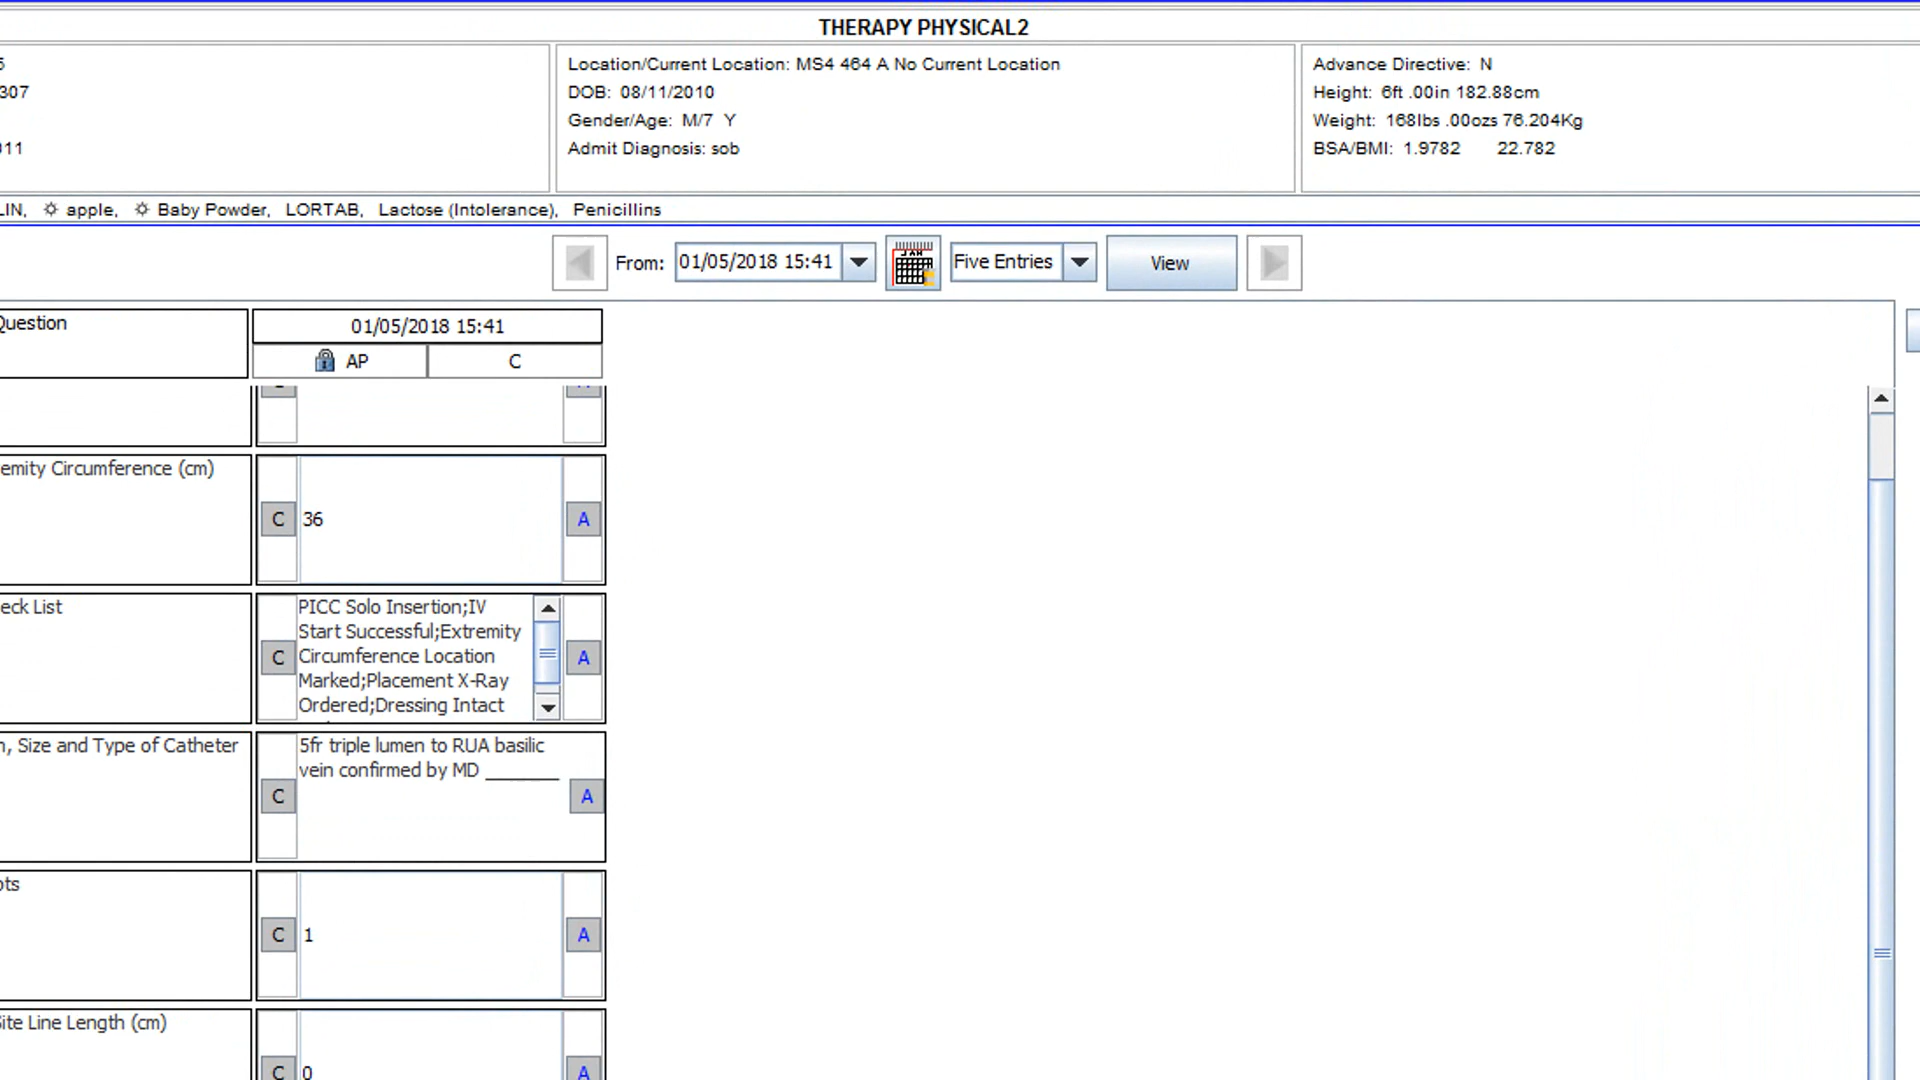 THERAPY PHYSICAL2
5
307
011
Location/Current Location: MS4 464 A No Current Location
DOB: 08/11/2010
Gender/Age: M/7 Y
Admit Diagnosis: sob
Advance Directive: N
Height: 6ft .00in 182.88cm
Weight: 168lbs .00ozs 76.204Kg
BSA/BMI: 1.9782 22.782
LIN, apple, Baby Powder, LORTAB, Lactose (Intolerance), Penicillins
From: 01/05/2018 15:41 JAN Five Entries View
Question
01/05/2018 15:41
AP C
emity Circumference (cm)
C 36 A
eck List
PICC Solo Insertion;IV
Start Successful;Extremity
Circumference Location
Marked;Placement X-Ray
Ordered;Dressing Intact
C A
n, Size and Type of Catheter
5fr triple lumen to RUA basilic
vein confirmed by MD ________
C A
pts
C 1 A
Site Line Length (cm)
C 0 A